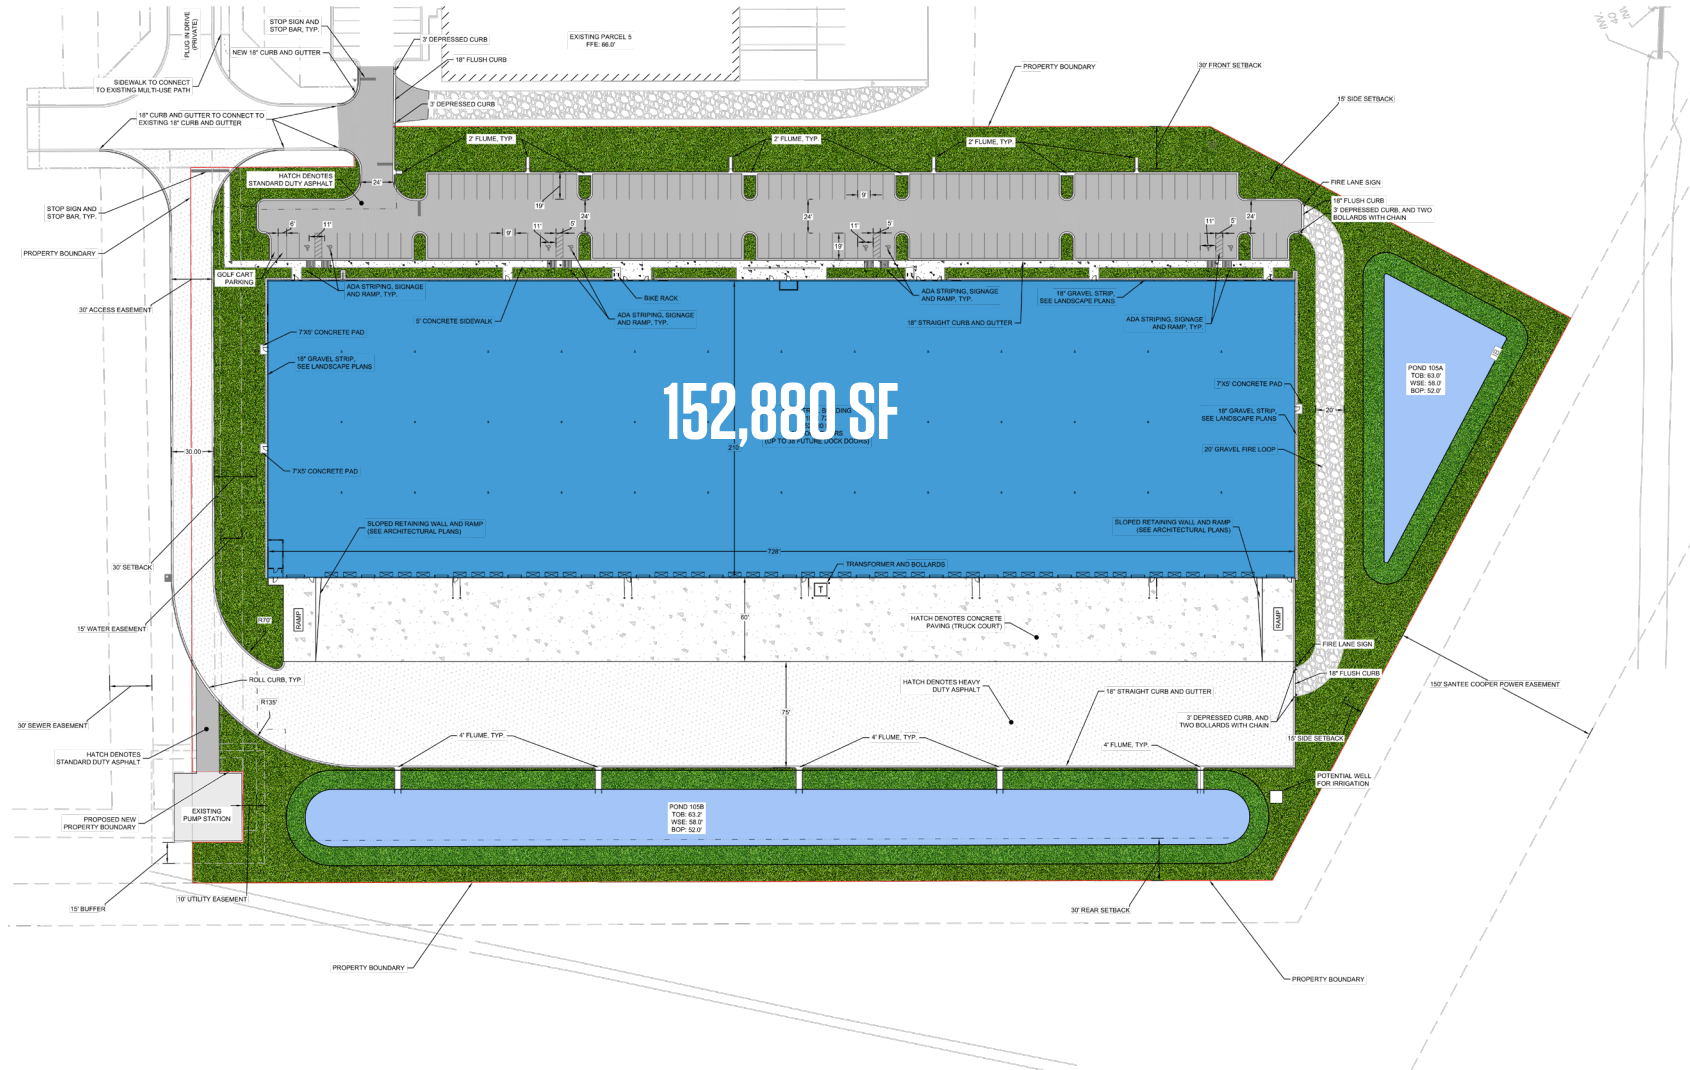 PLUG IN DRIVE
(PRIVATE)
STOP SIGN AND
STOP BAR, TYP.
NEW 18" CURB AND GUTTER
SIDEWALK TO CONNECT
TO EXISTING MULTI-USE PATH
18" CURB AND GUTTER TO CONNECT TO
EXISTING 18" CURB AND GUTTER
3' DEPRESSED CURB
18" FLUSH CURB
3' DEPRESSED CURB
EXISTING PARCEL 5
FFE: 66.0'
PROPERTY BOUNDARY
30' FRONT SETBACK
15' SIDE SETBACK
2' FLUME, TYP.
2' FLUME, TYP.
2' FLUME, TYP.
HATCH DENOTES
STANDARD DUTY ASPHALT
24'
STOP SIGN AND
STOP BAR, TYP.
PROPERTY BOUNDARY
FIRE LANE SIGN
18" FLUSH CURB
3' DEPRESSED CURB, AND TWO
BOLLARDS WITH CHAIN
19'
9'
24'
24'
24'
6'
11'
9'
11'
5'
19'
11'
5'
11'
5'
GOLF CART
PARKING
30' ACCESS EASEMENT
ADA STRIPING, SIGNAGE
AND RAMP, TYP.
5' CONCRETE SIDEWALK
BIKE RACK
ADA STRIPING, SIGNAGE
AND RAMP, TYP.
ADA STRIPING, SIGNAGE
AND RAMP, TYP.
18" STRAIGHT CURB AND GUTTER
18" GRAVEL STRIP,
SEE LANDSCAPE PLANS
ADA STRIPING, SIGNAGE
AND RAMP, TYP.
7'X5' CONCRETE PAD
18" GRAVEL STRIP,
SEE LANDSCAPE PLANS
POND 105A
TOB: 63.0'
WSE: 58.0'
BOP: 52.0'
7'X5' CONCRETE PAD
18" GRAVEL STRIP,
SEE LANDSCAPE PLANS
20'
152,880 SF
(UP TO 38 FUTURE DOCK DOORS)
210'
20' GRAVEL FIRE LOOP
30.00
7'X5' CONCRETE PAD
SLOPED RETAINING WALL AND RAMP
(SEE ARCHITECTURAL PLANS)
SLOPED RETAINING WALL AND RAMP
(SEE ARCHITECTURAL PLANS)
728'
30' SETBACK
TRANSFORMER AND BOLLARDS
T
RAMP
RAMP
15' WATER EASEMENT
R70'
60'
HATCH DENOTES CONCRETE
PAVING (TRUCK COURT)
FIRE LANE SIGN
18" FLUSH CURB
150' SANTEE COOPER POWER EASEMENT
ROLL CURB, TYP.
R135'
HATCH DENOTES HEAVY
DUTY ASPHALT
18" STRAIGHT CURB AND GUTTER
75'
3' DEPRESSED CURB, AND
TWO BOLLARDS WITH CHAIN
15' SIDE SETBACK
30' SEWER EASEMENT
4' FLUME, TYP.
4' FLUME, TYP.
4' FLUME, TYP.
HATCH DENOTES
STANDARD DUTY ASPHALT
POTENTIAL WELL
FOR IRRIGATION
PROPOSED NEW
PROPERTY BOUNDARY
EXISTING
PUMP STATION
POND 105B
TOB: 63.2'
WSE: 58.0'
BOP: 52.0'
15' BUFFER
10' UTILITY EASEMENT
30' REAR SETBACK
PROPERTY BOUNDARY
PROPERTY BOUNDARY